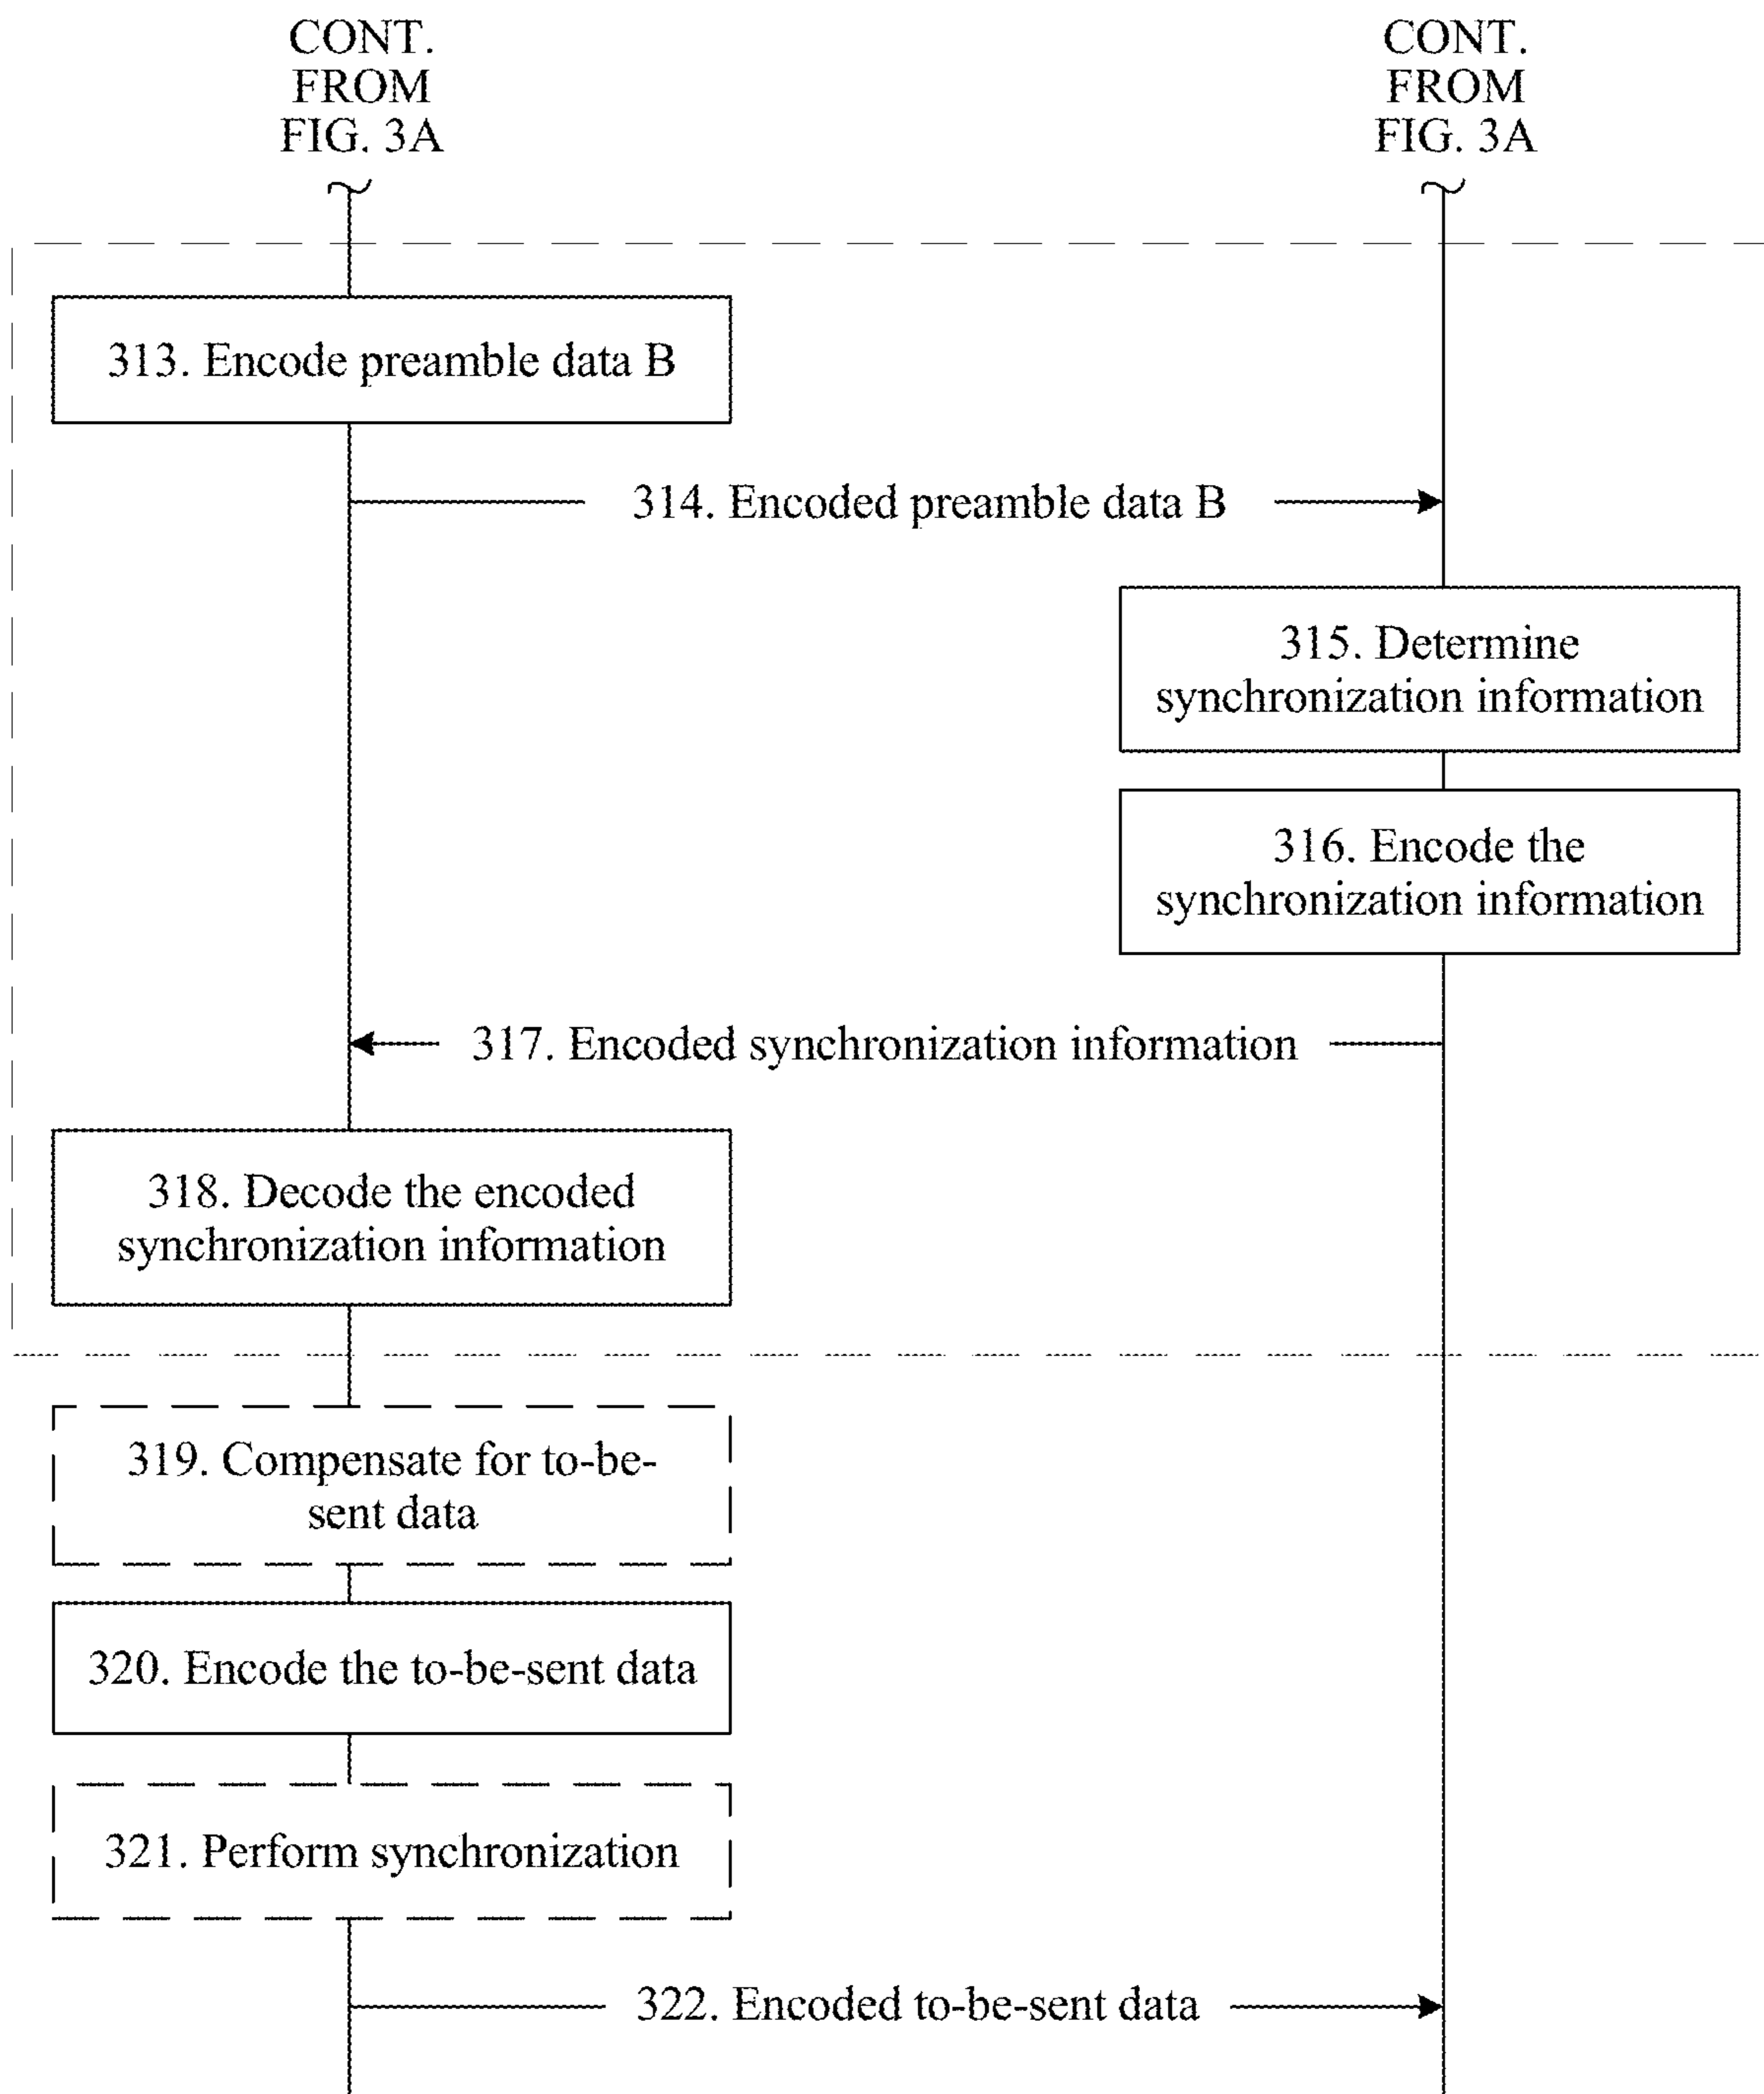 CONT.
FROM
FIG. 3A
CONT.
FROM
FIG. 3A
313. Encode preamble data B
314. Encoded preamble data B
315. Determine
synchronization information
316. Encode the
synchronization information
317. Encoded synchronization information
318. Decode the encoded
synchronization information
319. Compensate for to-be-
sent data
320. Encode the to-be-sent data
321. Perform synchronization
322. Encoded to-be-sent data